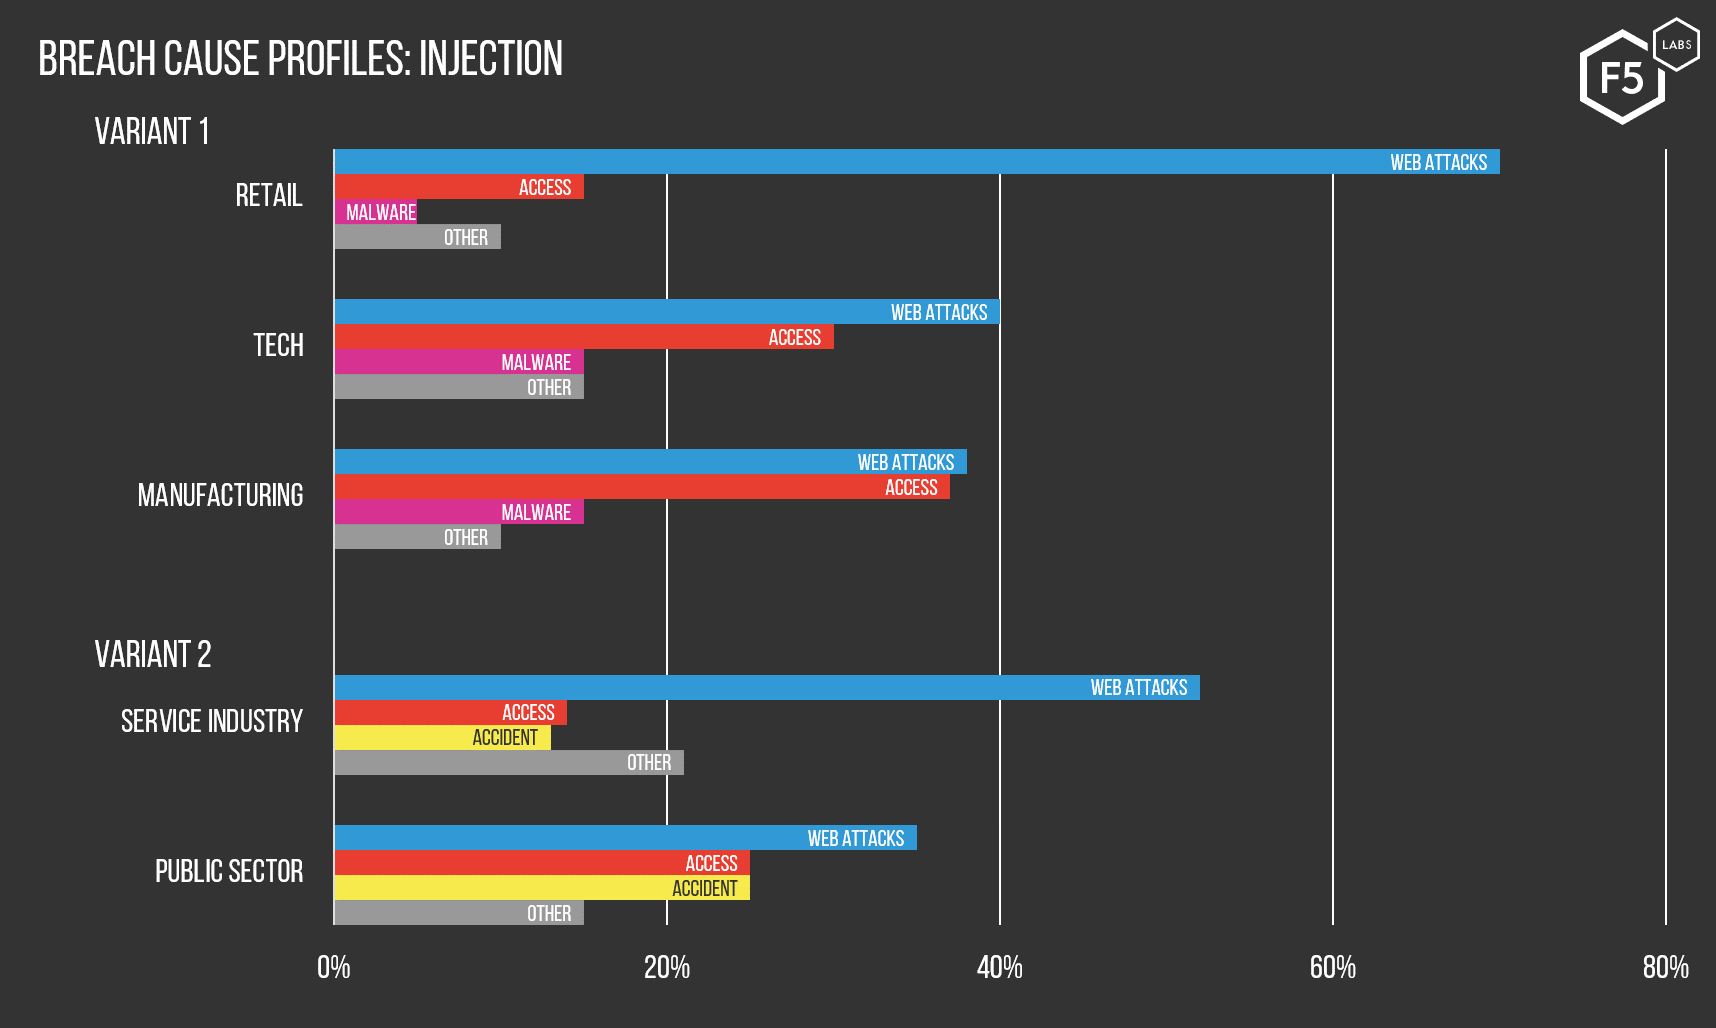 BREACH CAUSE PROFILES: INJECTION
F5
LABS
VARIANT 1
RETAIL
WEB ATTACKS
ACCESS
MALWARE
OTHER
TECH
WEB ATTACKS
ACCESS
MALWARE
OTHER
MANUFACTURING
WEB ATTACKS
ACCESS
MALWARE
OTHER
VARIANT 2
SERVICE INDUSTRY
WEB ATTACKS
ACCESS
ACCIDENT
OTHER
PUBLIC SECTOR
WEB ATTACKS
ACCESS
ACCIDENT
OTHER
0% 20% 40% 60% 80%